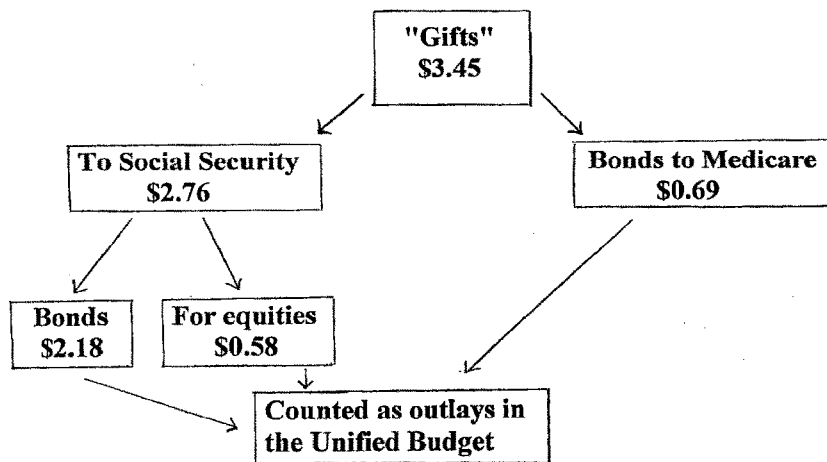 "Gifts"
$3.45
To Social Security
$2.76
Bonds to Medicare
$0.69
Bonds
$2.18
For equities
$0.58
Counted as outlays in
the Unified Budget